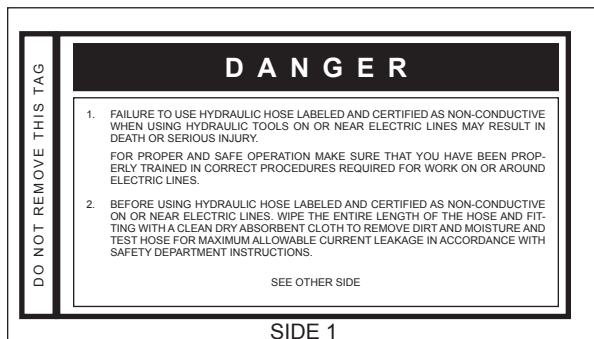 DO NOT REMOVE THIS TAG
DANGER
1. FAILURE TO USE HYDRAULIC HOSE LABELED AND CERTIFIED AS NON-CONDUCTIVE
WHEN USING HYDRAULIC TOOLS ON OR NEAR ELECTRIC LINES MAY RESULT IN
DEATH OR SERIOUS INJURY.
FOR PROPER AND SAFE OPERATION MAKE SURE THAT YOU HAVE BEEN PROP-
ERLY TRAINED IN CORRECT PROCEDURES REQUIRED FOR WORK ON OR AROUND
ELECTRIC LINES.
2. BEFORE USING HYDRAULIC HOSE LABELED AND CERTIFIED AS NON-CONDUCTIVE
ON OR NEAR ELECTRIC LINES. WIPE THE ENTIRE LENGTH OF THE HOSE AND FIT-
TING WITH A CLEAN DRY ABSORBENT CLOTH TO REMOVE DIRT AND MOISTURE AND
TEST HOSE FOR MAXIMUM ALLOWABLE CURRENT LEAKAGE IN ACCORDANCE WITH
SAFETY DEPARTMENT INSTRUCTIONS.
SEE OTHER SIDE
SIDE 1